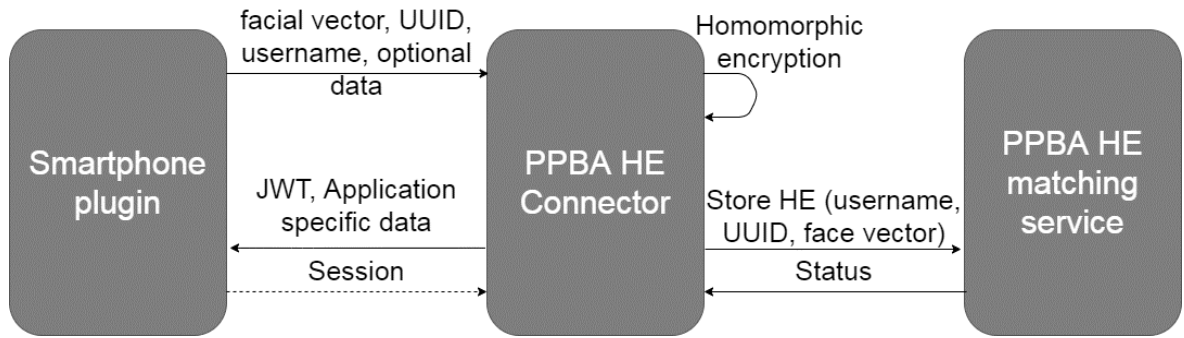 facial vector, UUID,
username, optional
data
Homomorphic
encryption
Smartphone
plugin
PPBA HE
Connector
PPBA HE
matching
service
JWT, Application
specific data
Store HE (username,
UUID, face vector)
Session
Status